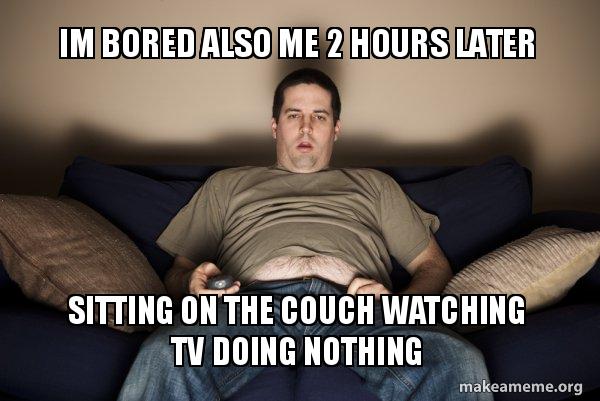 IM BORED ALSO ME 2 HOURS LATER
SITTING ON THE COUCH WATCHING
TV DOING NOTHING
makeameme.org